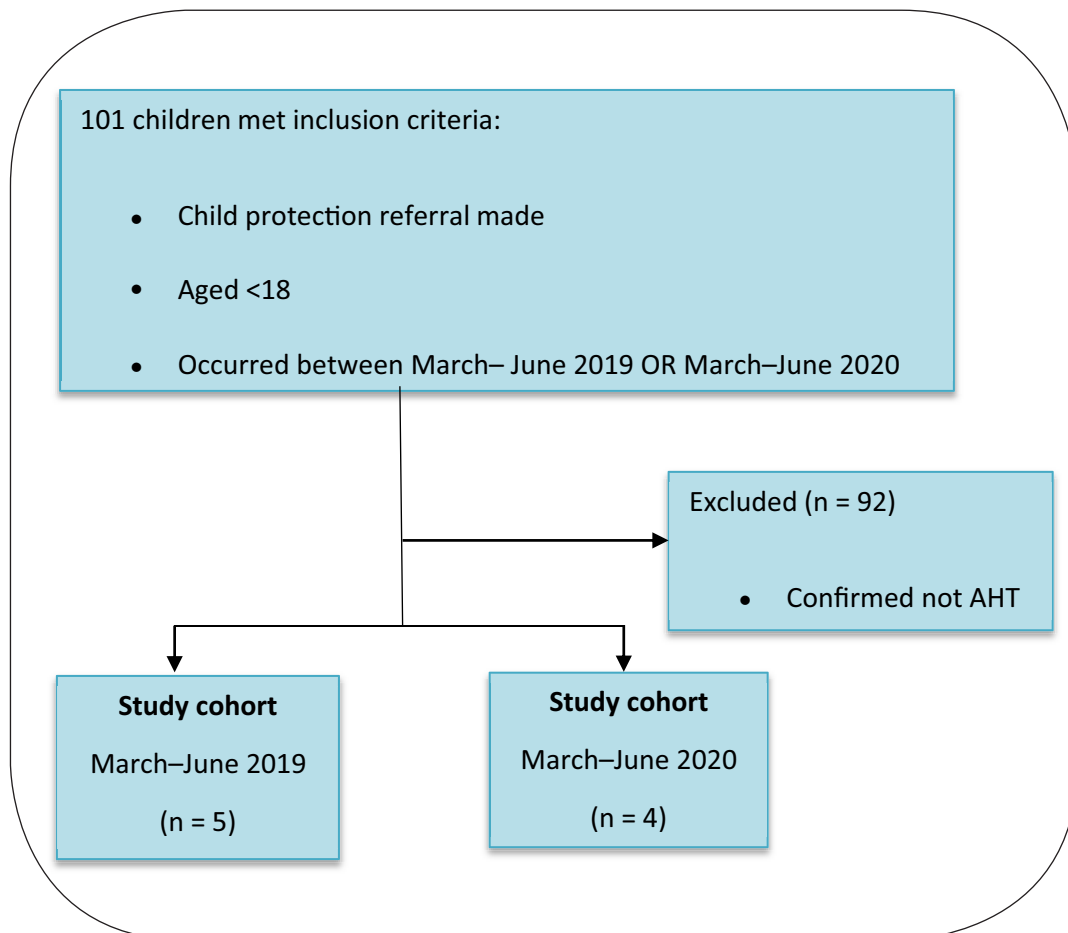 101 children met inclusion criteria:
• Child protection referral made
• Aged <18
• Occurred between March– June 2019 OR March–June 2020
Excluded (n = 92)
• Confirmed not AHT
Study cohort
March–June 2019
(n = 5)
Study cohort
March–June 2020
(n = 4)